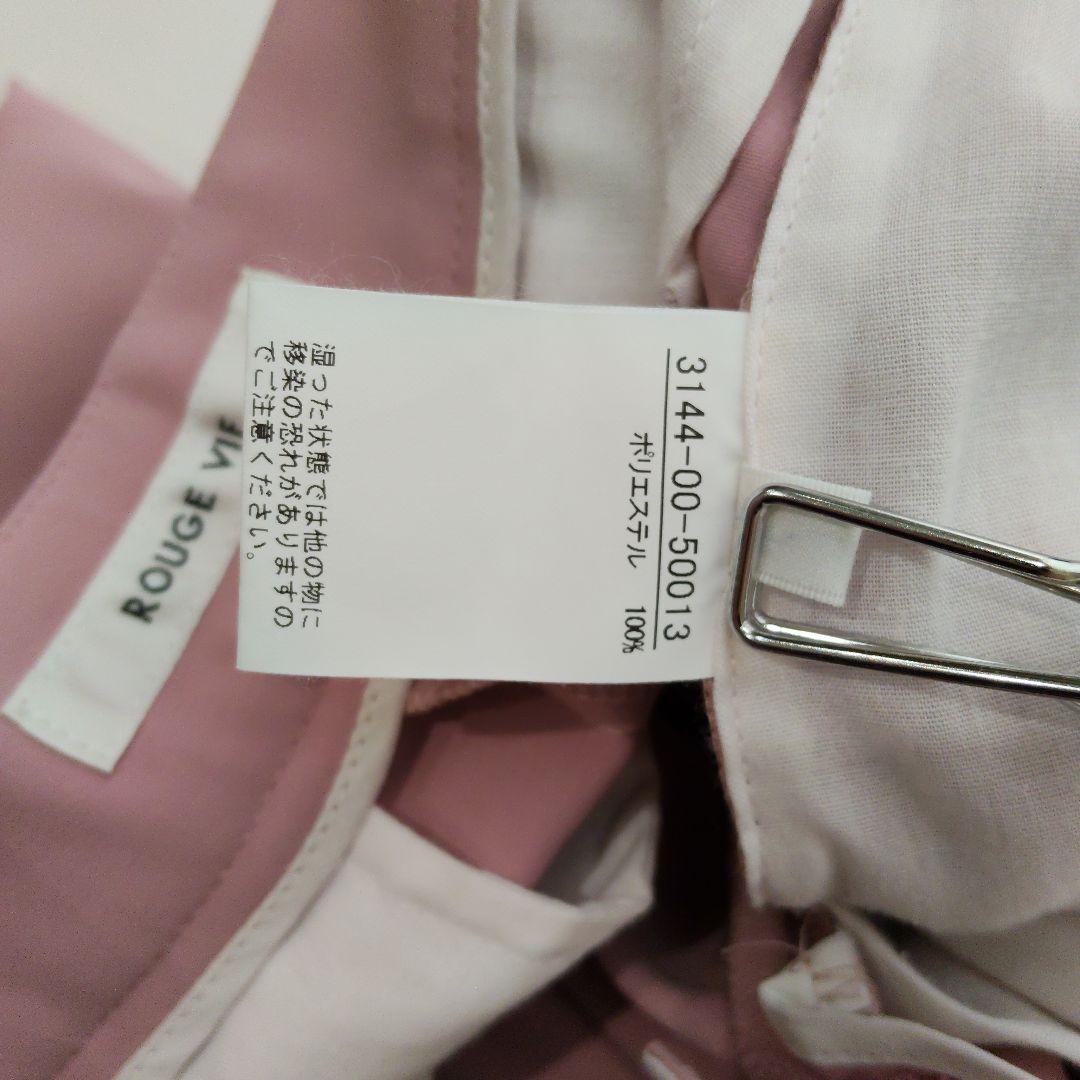 3144-00-50013
ポリエステル 100%
湿った状態では他の物に
移染の恐れがありますの
でご注意ください。
ROUGE VIE